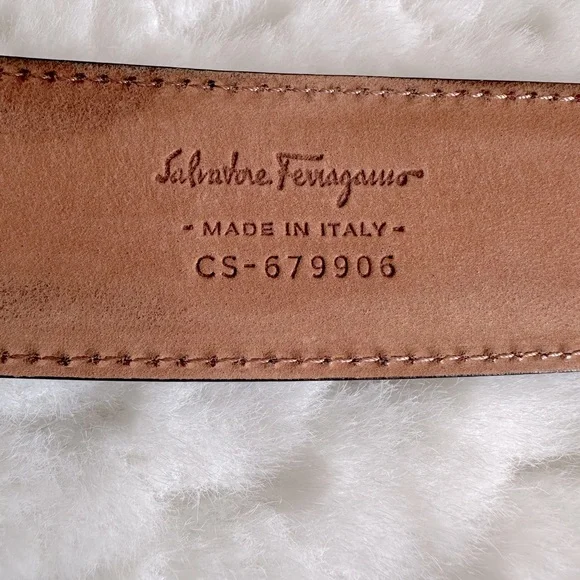 Salvatore Ferragamo
- MADE IN ITALY -
CS-679906